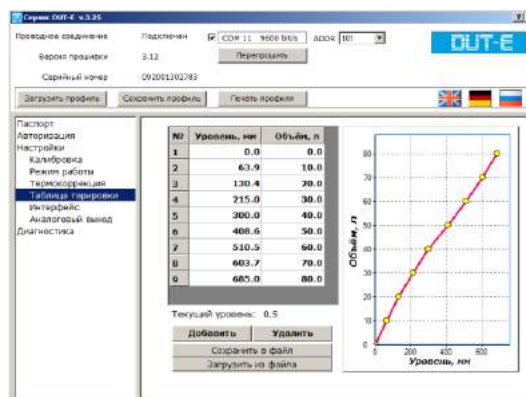 Сервис DUT-E v.3.25
Проводное соединение Подключен COM 11 9600 bit/s ADDR 101
DUT-E
Версия прошивки 3.12 Перепрошить
Серийный номер 092001302783
Загрузить профиль Сохранить профиль Печать профиля
Паспорт
Авторизация
Настройки
Калибровка
Режим работы
Термокоррекция
Таблица тарировки
Интерфейс
Аналоговый выход
Диагностика
№ Уровень, мм Объём, л
1 0.0 0.0
2 63.9 10.0
3 130.4 20.0
4 215.0 30.0
5 300.0 40.0
6 408.6 50.0
7 510.5 60.0
8 603.7 70.0
9 685.0 80.0
Текущий уровень: 0.5
Добавить Удалить
Сохранить в файл
Загрузить из файла
Объём, л
80
70
60
50
40
30
20
10
0
0 200 400 600
Уровень, мм